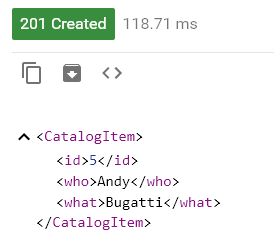 201 Created 118.71 ms
<CatalogItem>
<id>5</id>
<who>Andy</who>
<what>Bugatti</what>
</CatalogItem>